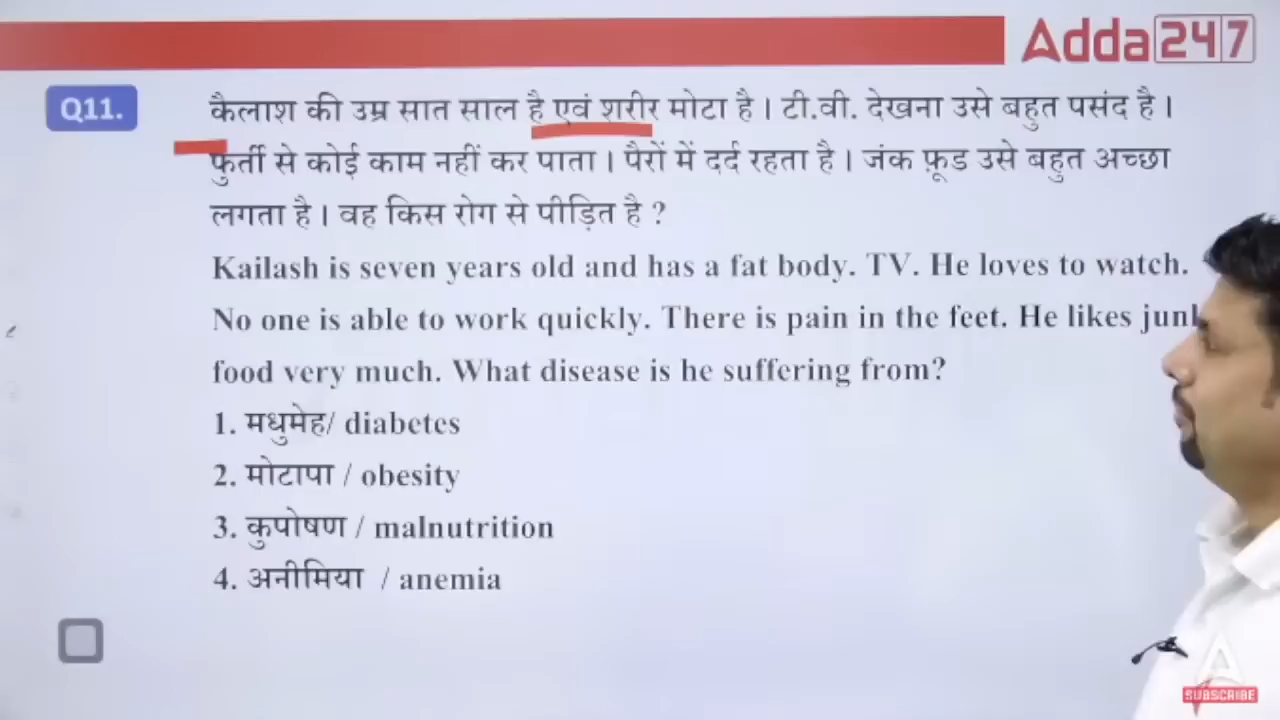 Adda247
Q11.
कैलाश की उम्र सात साल है एवं शरीर मोटा है। टी.वी. देखना उसे बहुत पसंद है।
फुर्ती से कोई काम नहीं कर पाता। पैरों में दर्द रहता है। जंक फ़ूड उसे बहुत अच्छा
लगता है। वह किस रोग से पीड़ित है ?
Kailash is seven years old and has a fat body. TV. He loves to watch.
No one is able to work quickly. There is pain in the feet. He likes junk
food very much. What disease is he suffering from?
1. मधुमेह/ diabetes
2. मोटापा / obesity
3. कुपोषण / malnutrition
4. अनीमिया / anemia
SUBSCRIBE